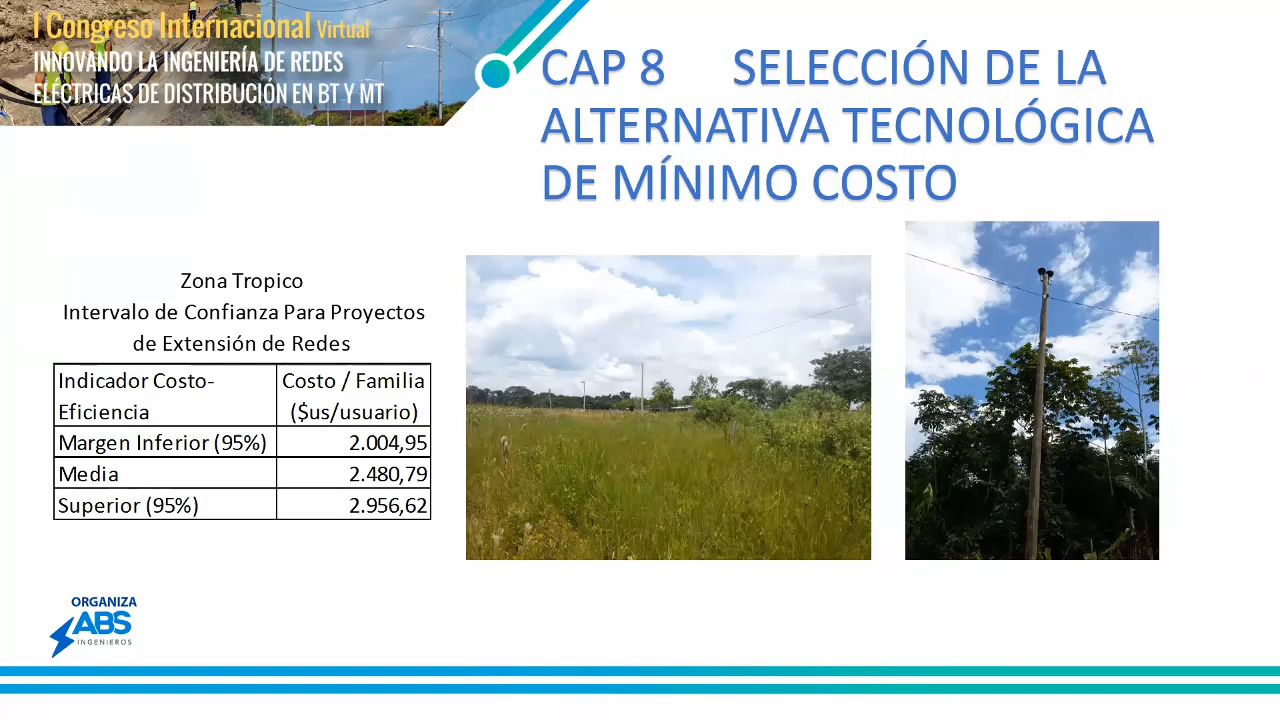 I Congreso Internacional Virtual
INNOVANDO LA INGENIERÍA DE REDES
ELÉCTRICAS DE DISTRIBUCIÓN EN BT Y MT
CAP 8 SELECCIÓN DE LA
ALTERNATIVA TECNOLÓGICA
DE MÍNIMO COSTO
Zona Tropico
Intervalo de Confianza Para Proyectos
de Extensión de Redes
Indicador Costo-
Eficiencia
Costo / Familia
($us/usuario)
Margen Inferior (95%) 2.004,95
Media 2.480,79
Superior (95%) 2.956,62
ORGANIZA
ABS
INGENIEROS